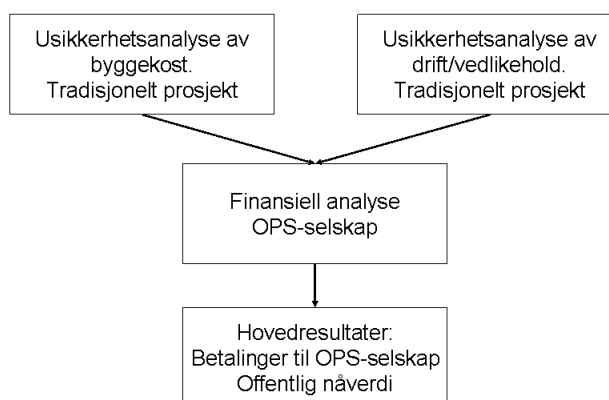 Usikkerhetsanalyse av
byggekost.
Tradisjonelt prosjekt
Usikkerhetsanalyse av
drift/vedlikehold.
Tradisjonelt prosjekt
Finansiell analyse
OPS-selskap
Hovedresultater:
Betalinger til OPS-selskap
Offentlig nåverdi